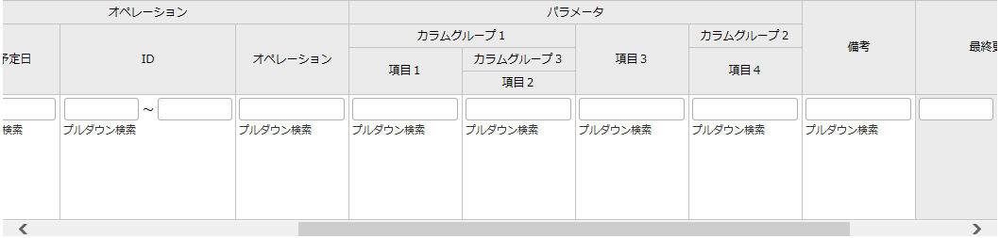 オペレーション パラメータ
カラムグループ１ カラムグループ２
予定日 ID オペレーション 項目１ カラムグループ３ 項目３ 項目４ 備考 最終更
項目２
～
検索 プルダウン検索 プルダウン検索 プルダウン検索 プルダウン検索 プルダウン検索 プルダウン検索 プルダウン検索